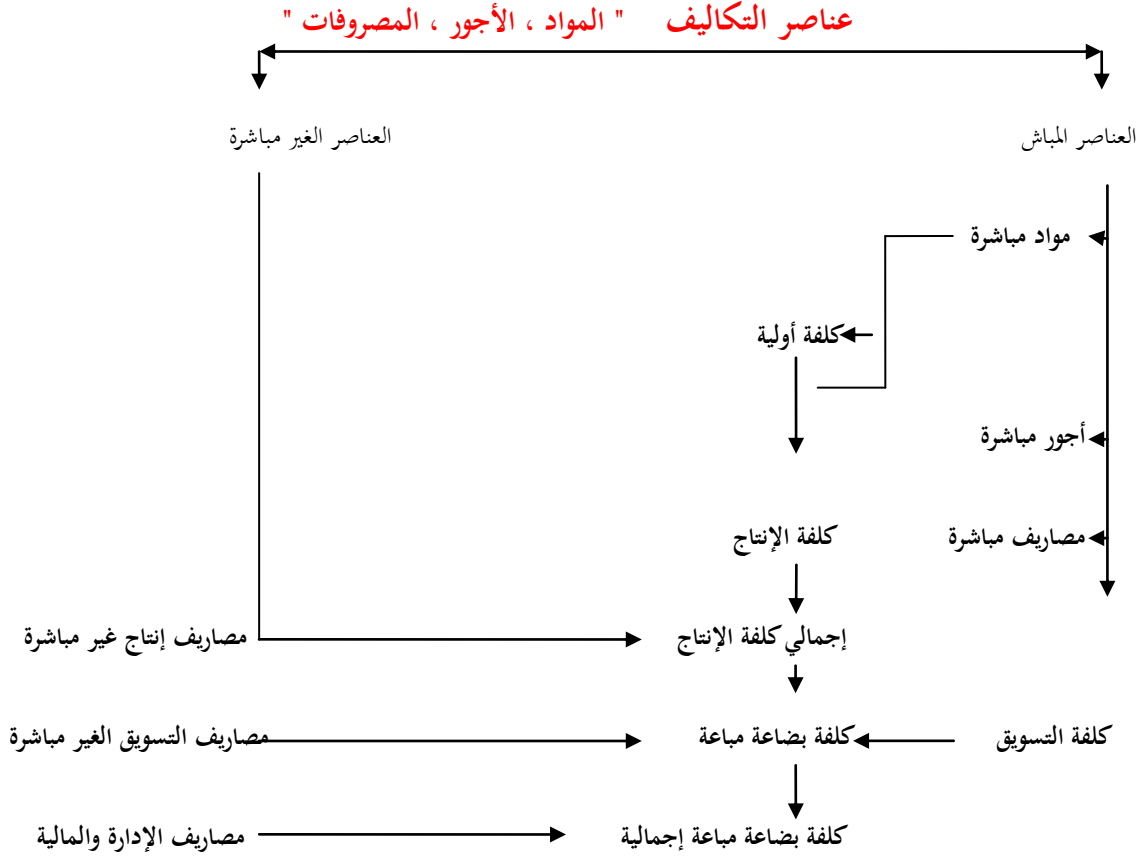 عناصر التكاليف " المواد ، الأجور ، المصروفات "
العناصر المباش العناصر الغير مباشرة
مواد مباشرة
كلفة أولية
أجور مباشرة
مصاريف مباشرة كلفة الإنتاج
إجمالي كلفة الإنتاج مصاريف إنتاج غير مباشرة
كلفة التسويق كلفة بضاعة مباعة مصاريف التسويق الغير مباشرة
كلفة بضاعة مباعة إجمالية مصاريف الإدارة والمالية